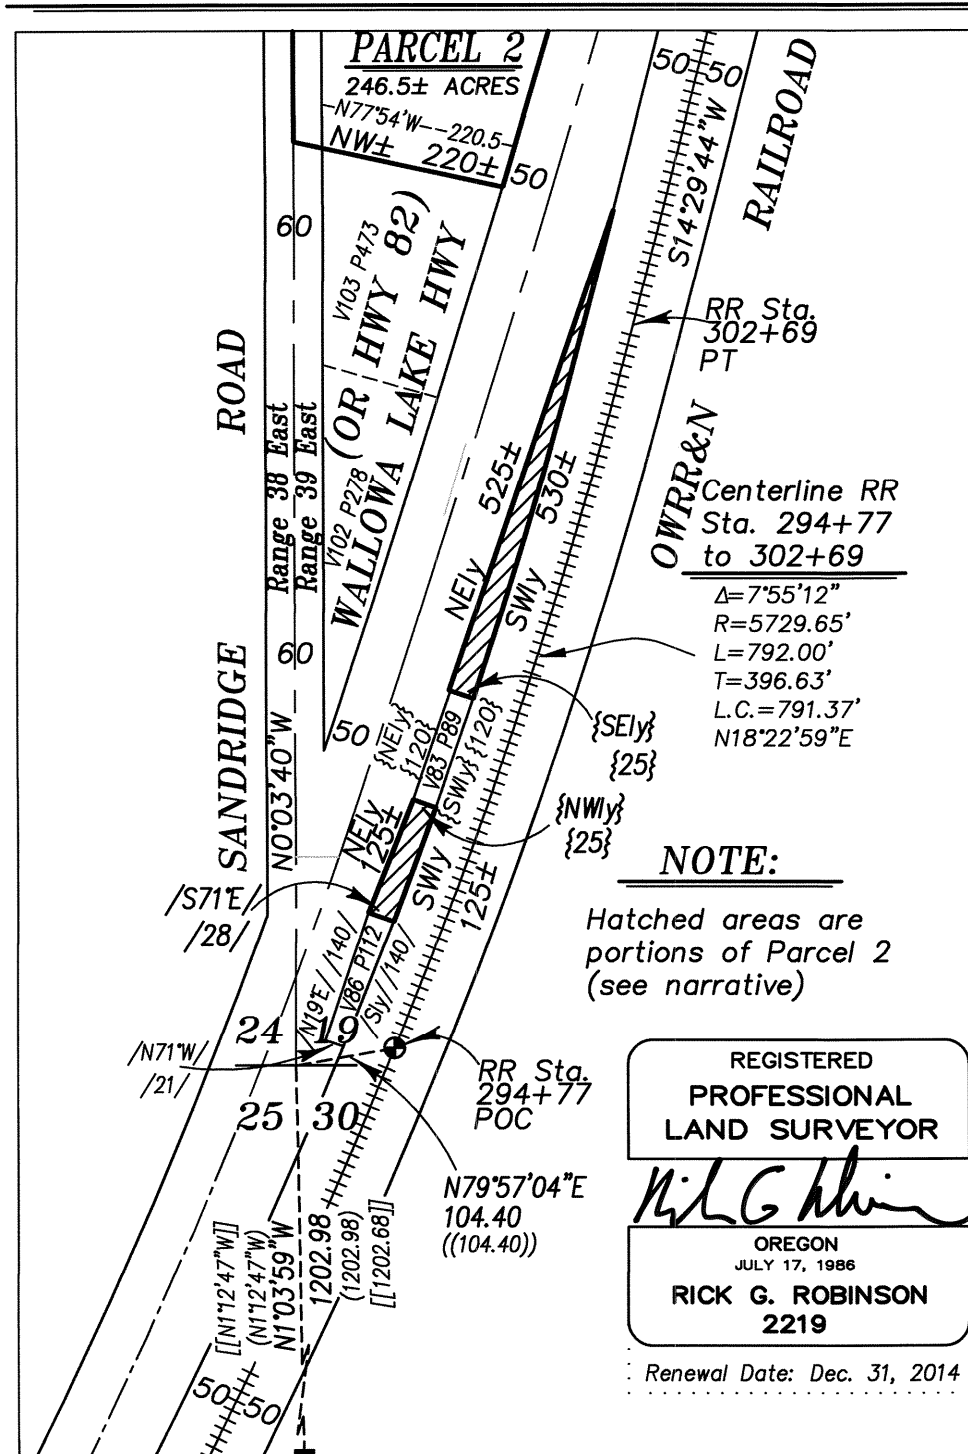 PARCEL 2
246.5± ACRES
N77°54'W--220.5
NW± 220±
50
50 50
S14°29'44"W
RAILROAD
60
V103 P473
(OR HWY 82)
WALLOWA LAKE HWY
RR Sta.
302+69
PT
ROAD
Range 38 East
Range 39 East
V102 P278
525±
530±
NEly
SWly
OWRR&N
Centerline RR
Sta. 294+77
to 302+69
Δ=7°55'12"
R=5729.65'
L=792.00'
T=396.63'
L.C.=791.37'
N18°22'59"E
SANDRIDGE
60
N0°03'40"W
50
{NEly}
{120}
V83 P89
{SWly} {120}
{SEly}
{25}
{NWly}
{25}
NEly
125±
SWly
125±
NOTE:
Hatched areas are
portions of Parcel 2
(see narrative)
/S71°E/
/28/
/N19°E/ /140/
V86 P112
/Sly/ /140/
24 19
/N71°W/
/21/
25 30
RR Sta.
294+77
POC
N79°57'04"E
104.40
((104.40))
[[N1°12'47"W]]
(N1°12'47"W)
N1°03'59"W
1202.98
(1202.98)
[[1202.68]]
50 50
REGISTERED
PROFESSIONAL
LAND SURVEYOR
OREGON
JULY 17, 1986
RICK G. ROBINSON
2219
Renewal Date: Dec. 31, 2014